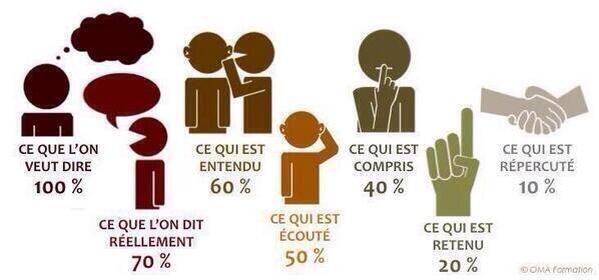 CE QUE L'ON
VEUT DIRE
100 %
CE QUE L'ON DIT
RÉELLEMENT
70 %
CE QUI EST
ENTENDU
60 %
CE QUI EST
ÉCOUTÉ
50 %
CE QUI EST
COMPRIS
40 %
CE QUI EST
RETENU
20 %
CE QUI EST
RÉPERCUTÉ
10 %
© OMA Formation